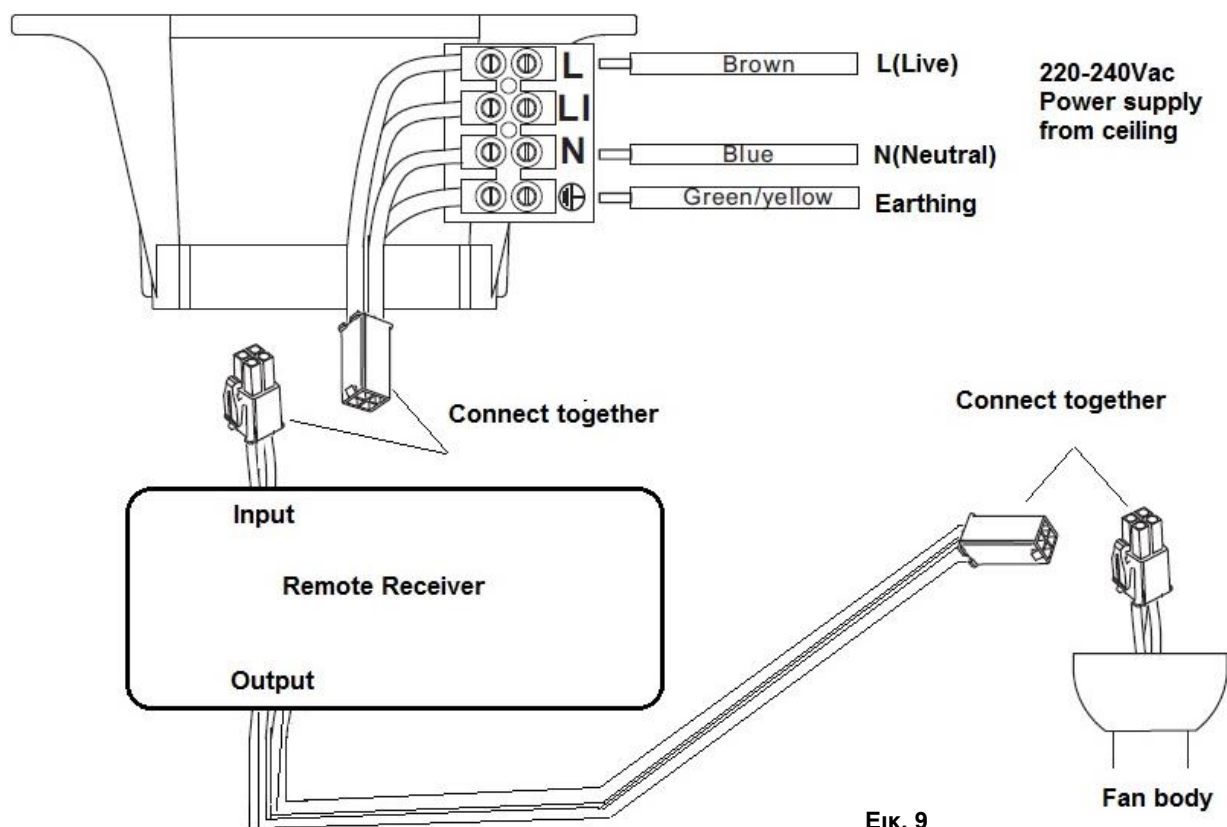 L
Brown
L(Live)
LI
N
Blue
N(Neutral)
Green/yellow
Earthing
220-240Vac
Power supply
from ceiling
Connect together
Connect together
Input
Remote Receiver
Output
Fan body
Εικ. 9